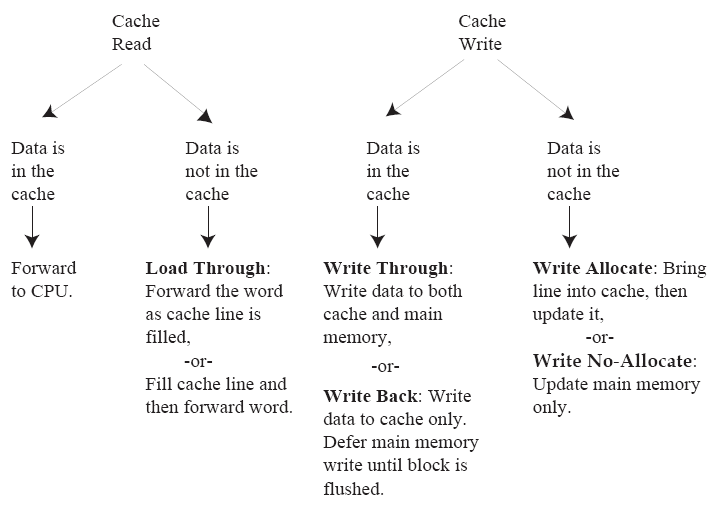 Cache
Read
Cache
Write
Data is
in the
cache
Data is
not in the
cache
Data is
in the
cache
Data is
not in the
cache
Forward
to CPU.
Load Through:
Forward the word
as cache line is
filled,
-or-
Fill cache line and
then forward word.
Write Through:
Write data to both
cache and main
memory,
-or-
Write Back: Write
data to cache only.
Defer main memory
write until block is
flushed.
Write Allocate: Bring
line into cache, then
update it,
-or-
Write No-Allocate:
Update main memory
only.